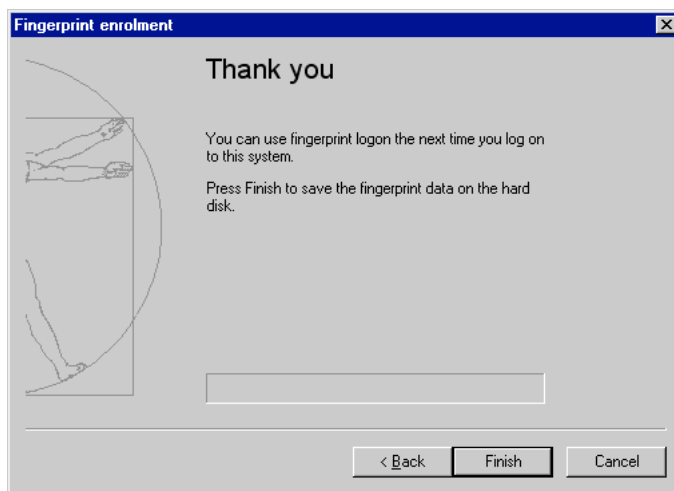 Fingerprint enrolment
Thank you
You can use fingerprint logon the next time you log on
to this system.
Press Finish to save the fingerprint data on the hard
disk.
< Back
Finish
Cancel